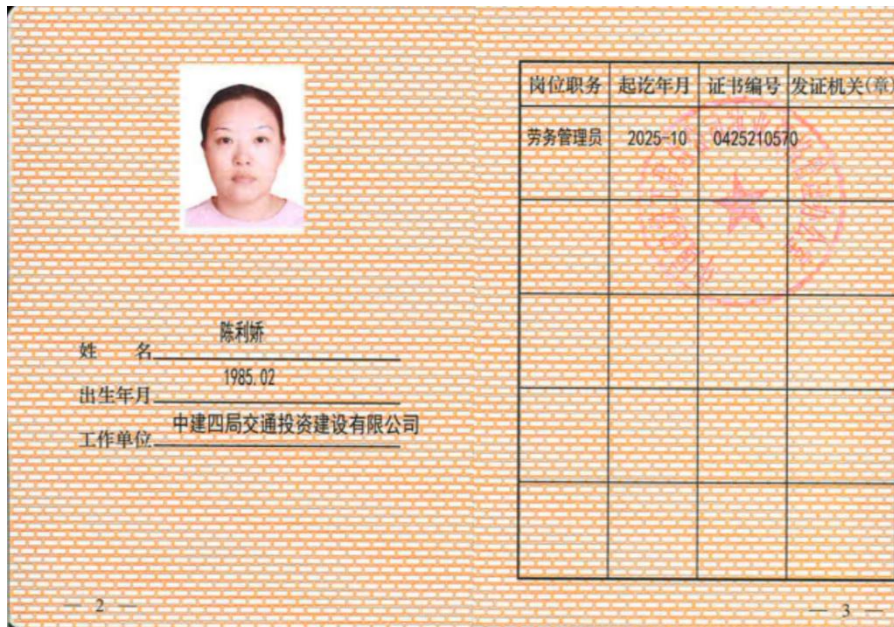 姓 名 陈利娇
出生年月 1985.02
工作单位 中建四局交通投资建设有限公司
— 2 —
岗位职务 起讫年月 证书编号 发证机关(章)
劳务管理员 2025-10 0425210570
— 3 —